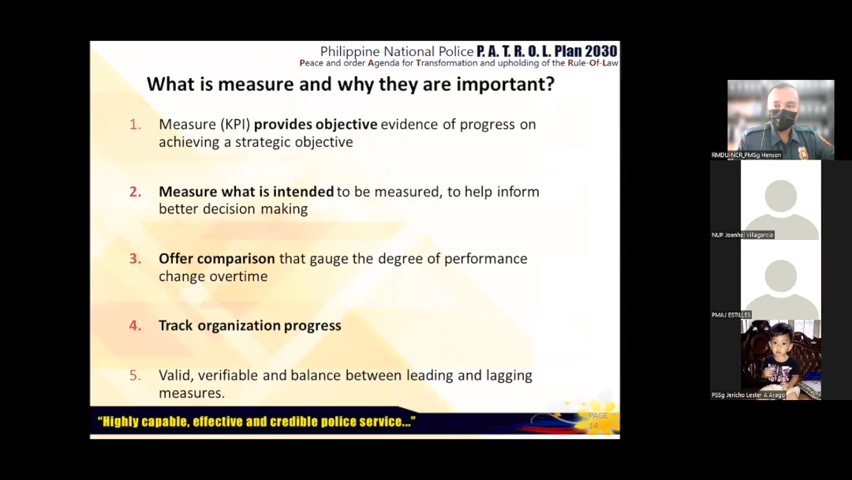 Philippine National Police P. A. T. R. O. L. Plan 2030
Peace and order Agenda for Transformation and upholding of the Rule-Of-Law
What is measure and why they are important?
1. Measure (KPI) provides objective evidence of progress on
achieving a strategic objective
2. Measure what is intended to be measured, to help inform
better decision making
3. Offer comparison that gauge the degree of performance
change overtime
4. Track organization progress
5. Valid, verifiable and balance between leading and lagging
measures.
"Highly capable, effective and credible police service..."
PAGE
14
RMDU-NCR_PMSg Henson
NUP Joenhel Villagarcia
PMAJ ESTILLES
PSSg Jericho Lester A Arago